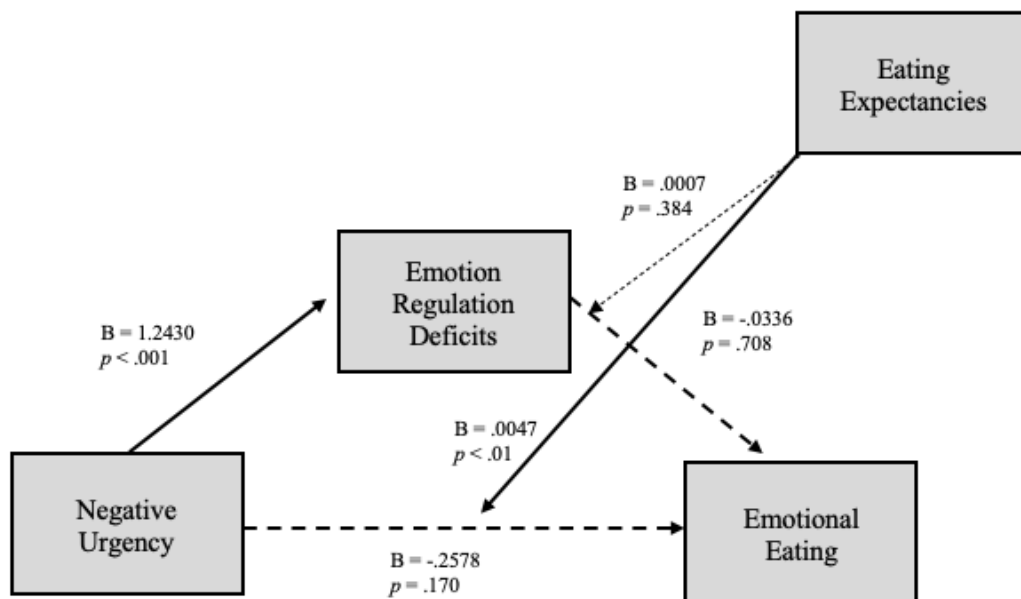 Eating
Expectancies
B = .0007
p = .384
Emotion
Regulation
Deficits
B = 1.2430
p < .001
B = -.0336
p = .708
B = .0047
p < .01
Negative
Urgency
Emotional
Eating
B = -.2578
p = .170